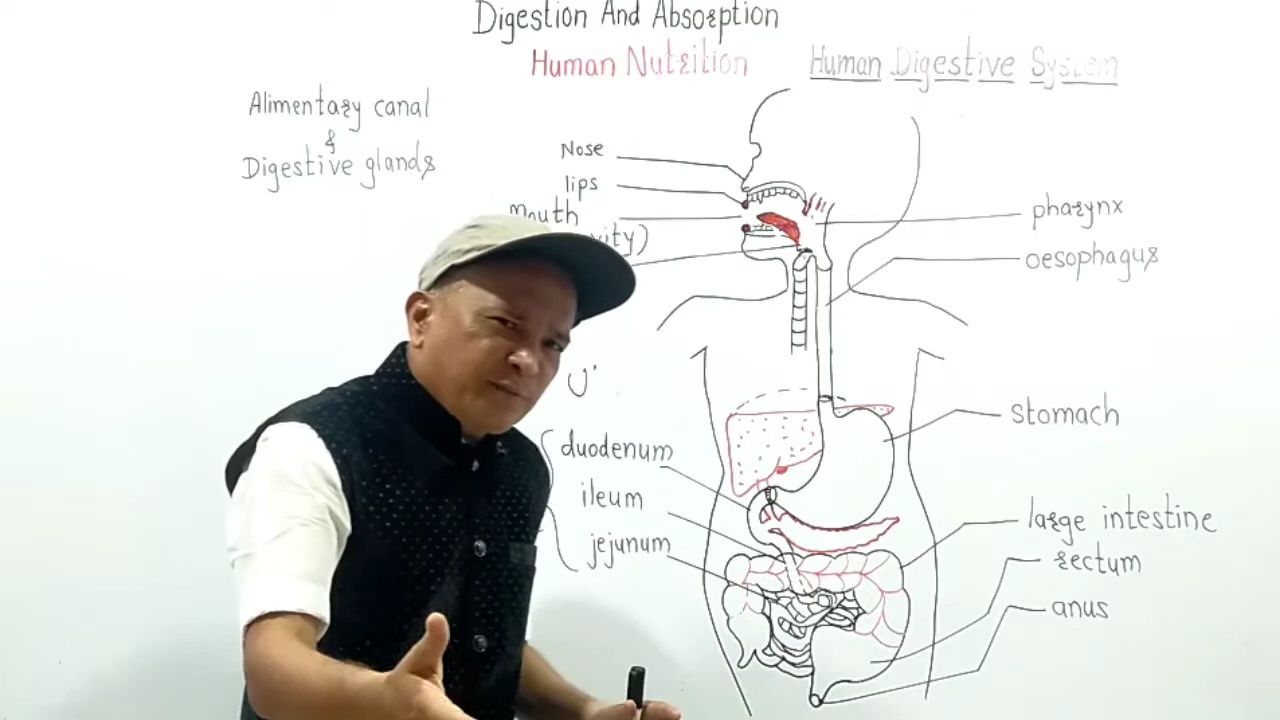 Digestion And Absorption
Human Nutrition
Human Digestive System
Alimentary canal
&
Digestive glands
Nose
lips
mouth
pharynx
oesophagus
stomach
duodenum
ileum
jejunum
large intestine
rectum
anus